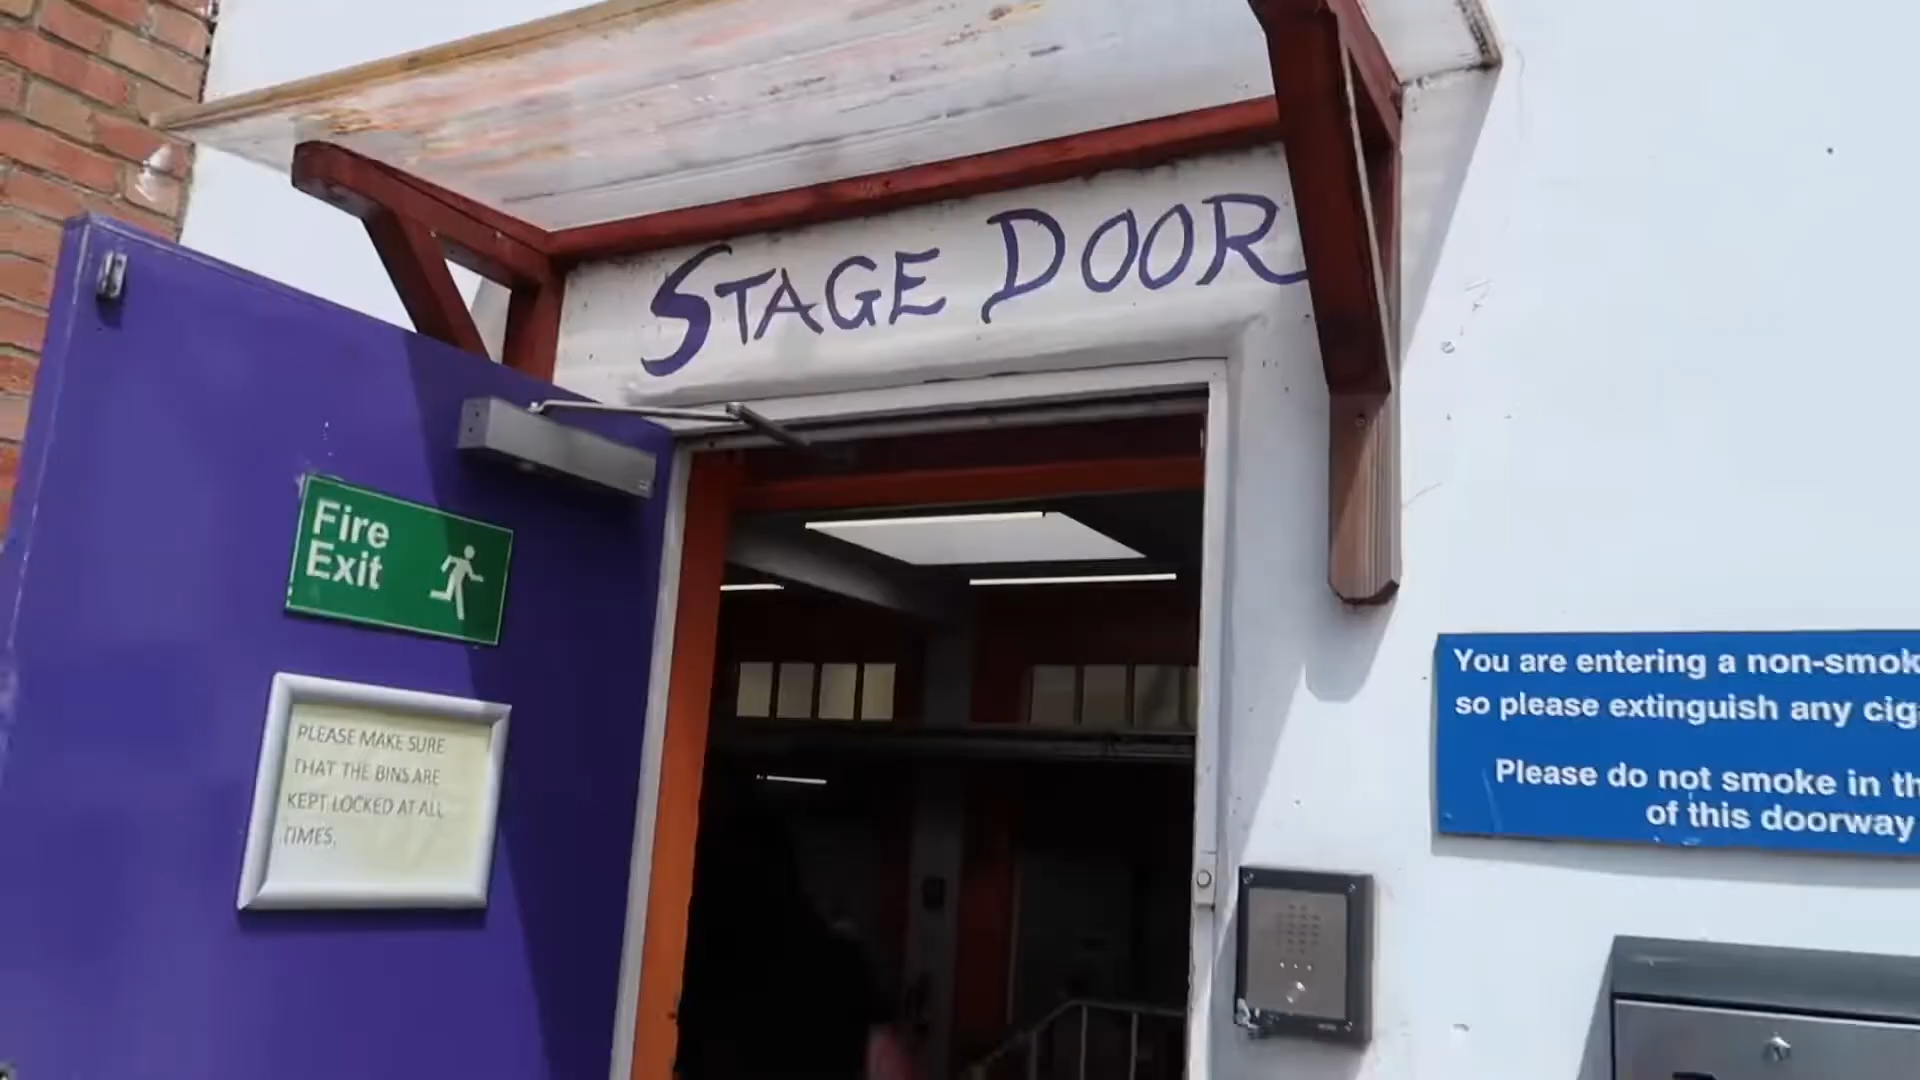 STAGE DOOR
Fire
Exit
PLEASE MAKE SURE
THAT THE BINS ARE
KEPT LOCKED AT ALL
TIMES.
You are entering a non-smok
so please extinguish any cig
Please do not smoke in th
of this doorway